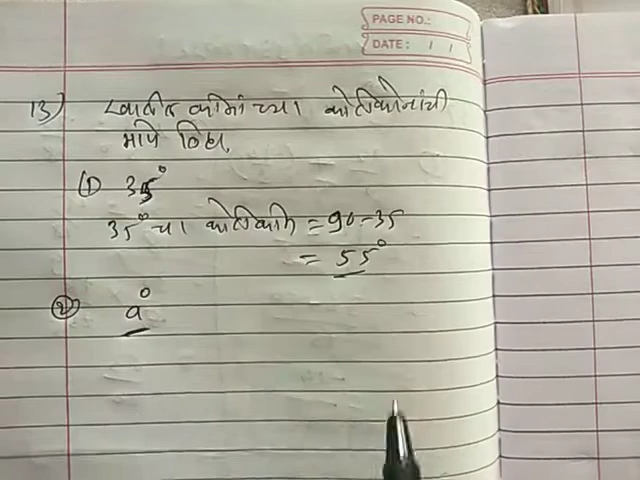 PAGE NO.:
DATE: / /
13) खालील कोनांच्या कोटीकोनांची
मापे लिहा.
① 35°
35° चा कोटीकोन = 90-35
= 55°
② a°